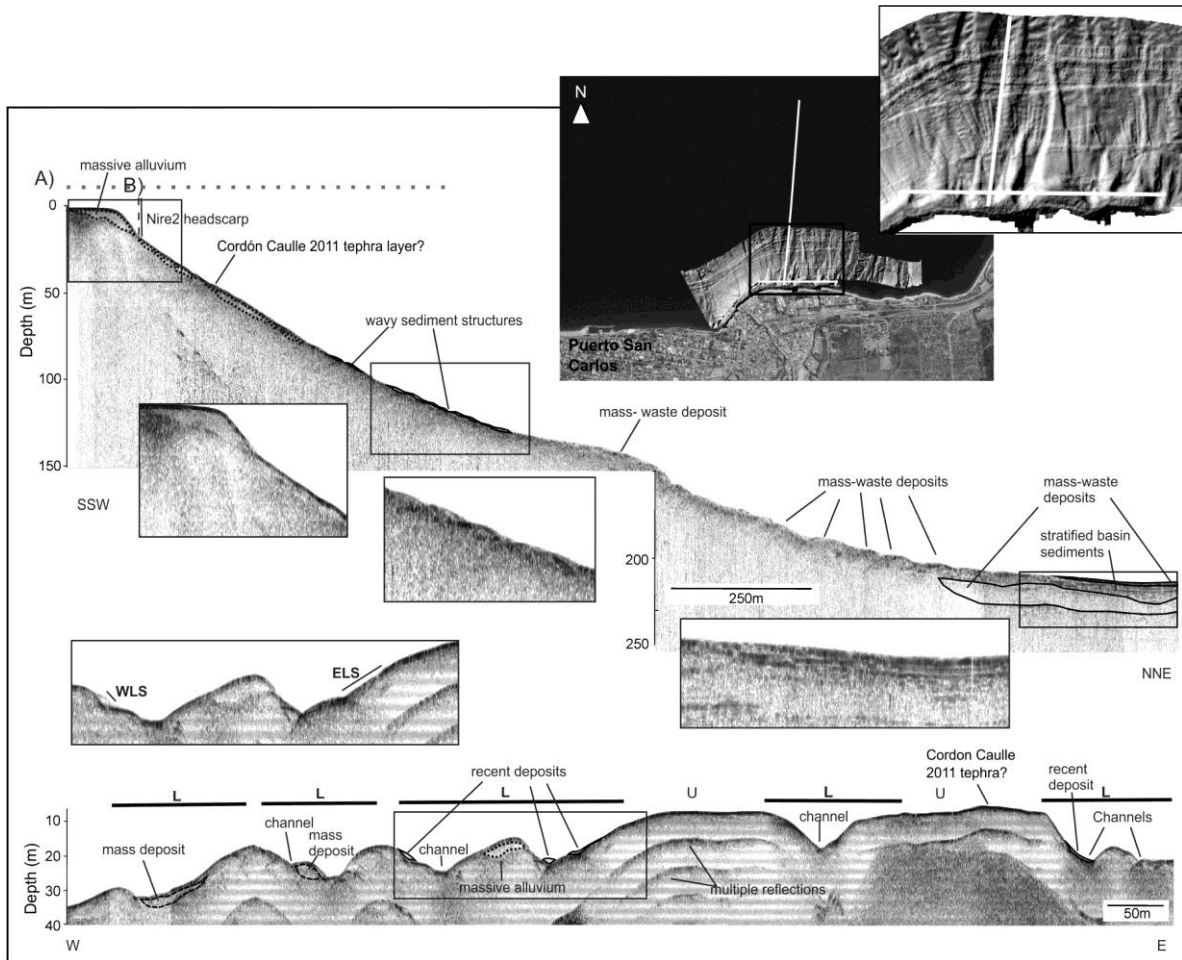 N
massive alluvium
A)
B)
0
Nire2 headscarp
Cordón Caulle 2011 tephra layer?
50
Depth (m)
wavy sediment structures
100
Puerto San
Carlos
mass- waste deposit
150
SSW
mass-waste deposits
mass-waste
deposits
stratified basin
sediments
200
250m
250
NNE
WLS
ELS
Cordon Caulle
2011 tephra?
recent deposits
recent
deposit
L
L
L
U
L
U
L
10
channel
mass
deposit
channel
channel
Channels
mass deposit
20
massive alluvium
multiple reflections
Depth (m)
30
50m
40
W
E